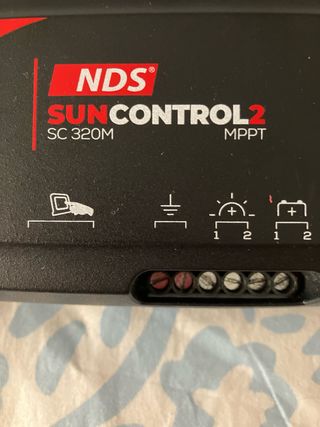 NDS®
SUNCONTROL2
SC 320M MPPT
1 2 1 2